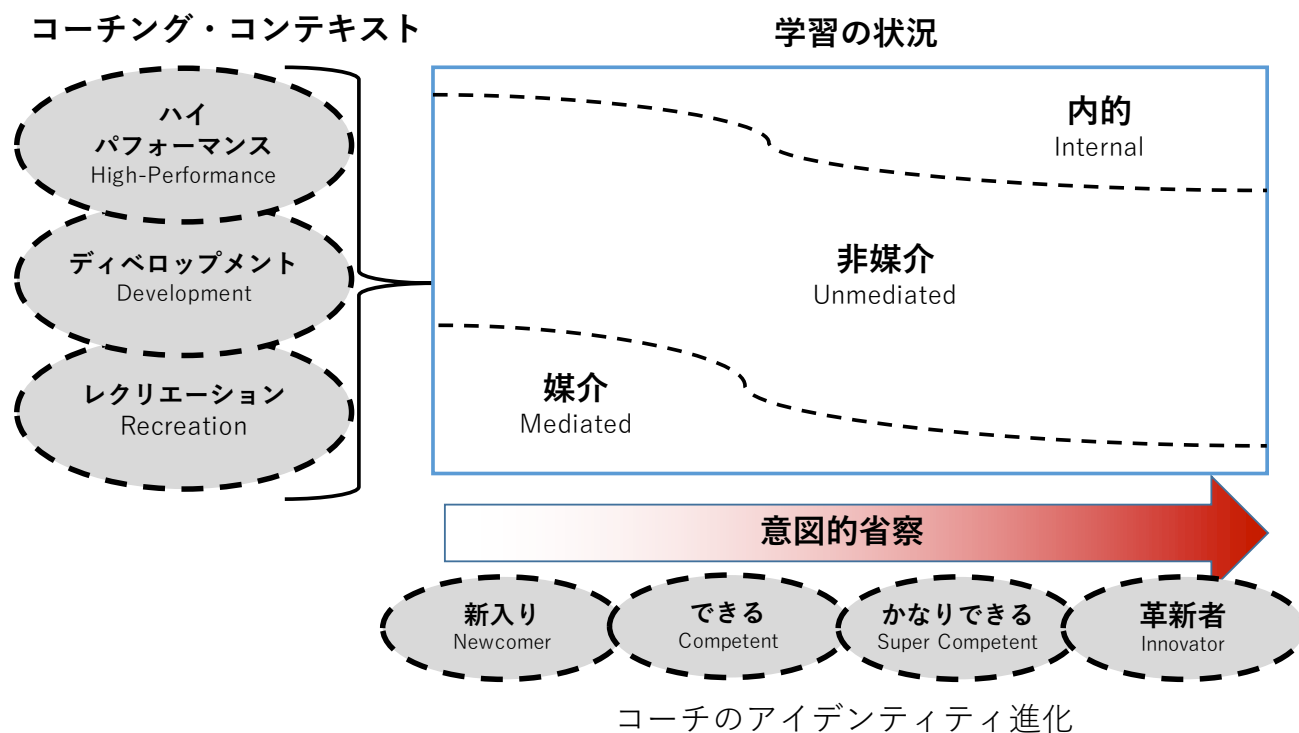 コーチング・コンテキスト
学習の状況
ハイ
パフォーマンス
High-Performance
ディベロップメント
Development
レクリエーション
Recreation
内的
Internal
非媒介
Unmediated
媒介
Mediated
意図的省察
新入り
Newcomer
できる
Competent
かなりできる
Super Competent
革新者
Innovator
コーチのアイデンティティ進化